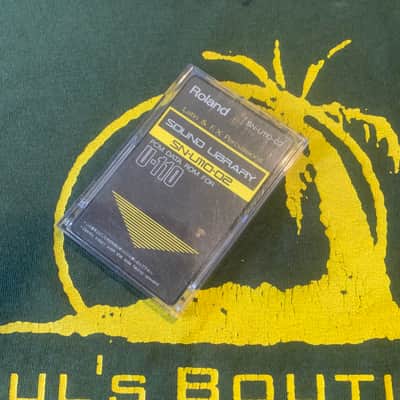 Roland
SN-U110-02
Latin & F.X. Percussions
SOUND LIBRARY
SN-U110-02
PCM DATA ROM FOR
U-110
UL'S BOUTI